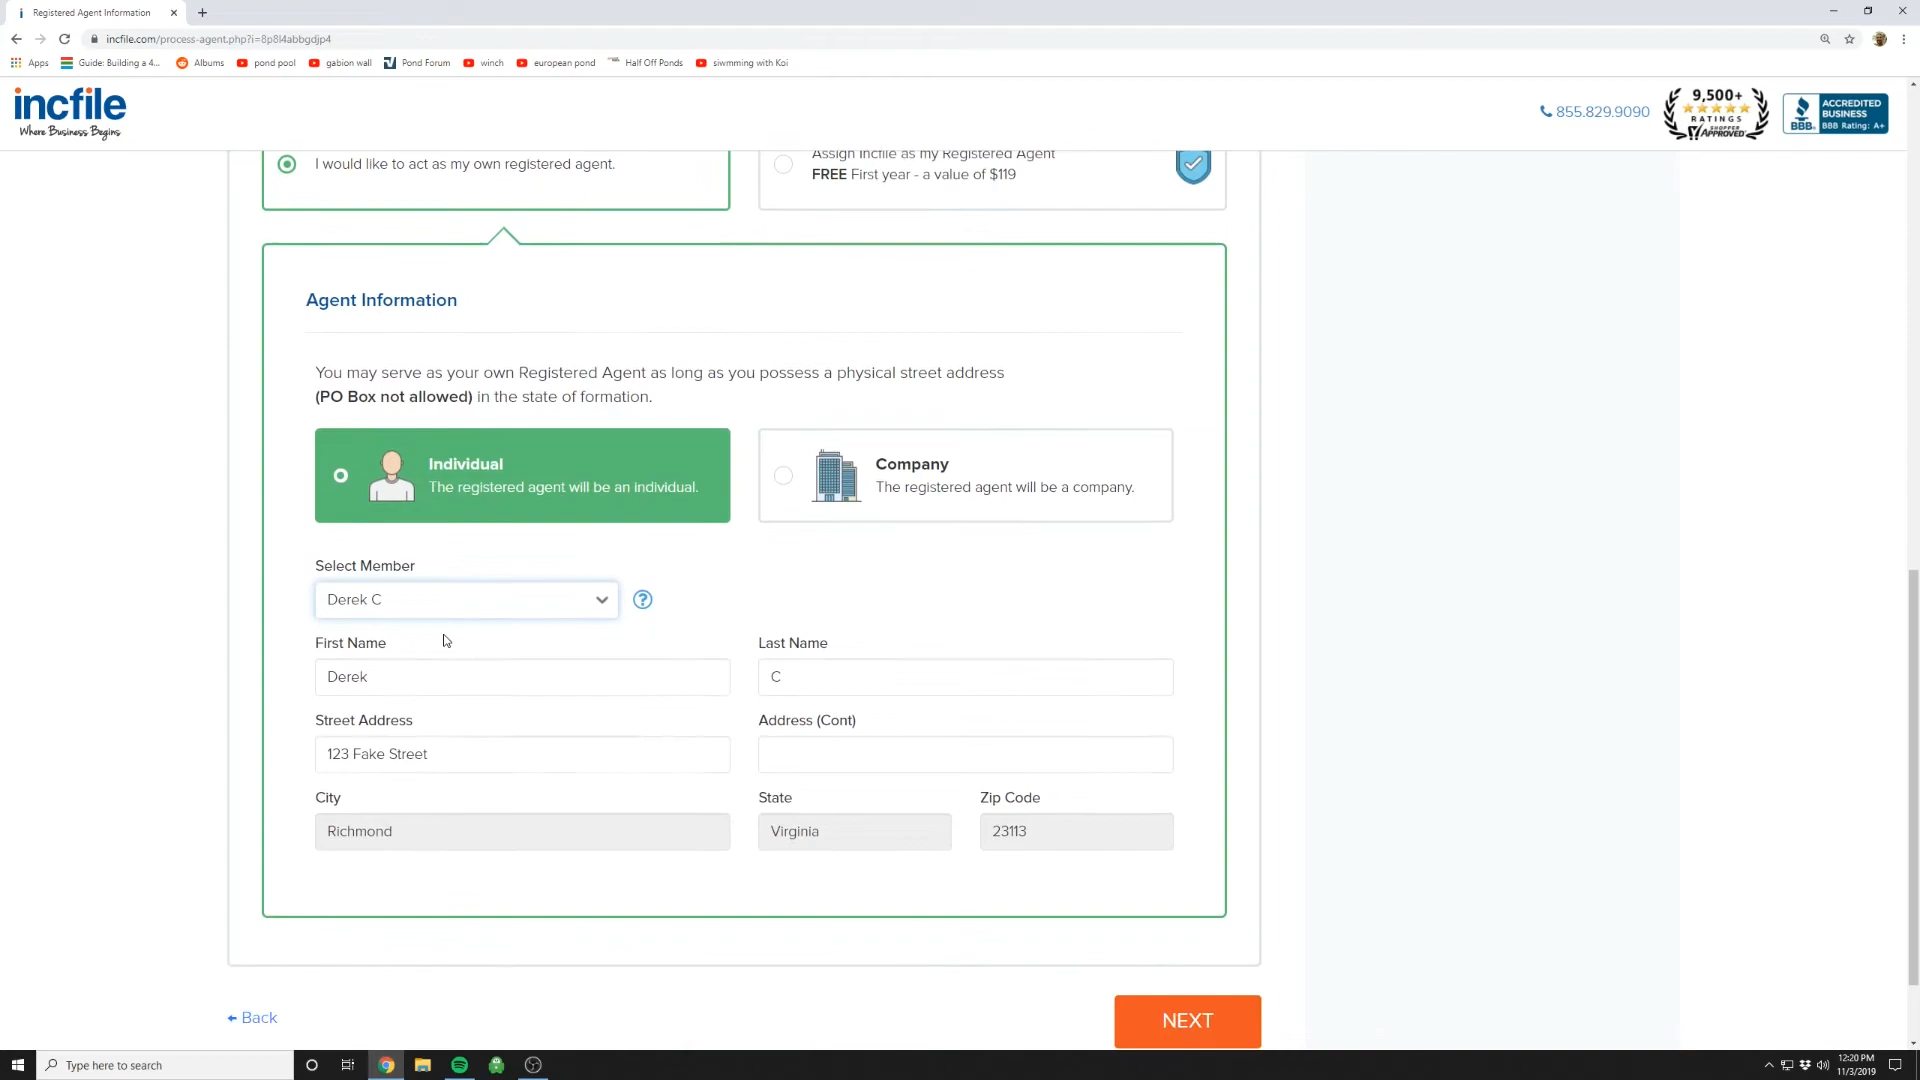 Registered Agent Information
incfile.com/process-agent.php?i=8p8l4abbgdjp4
Apps Guide: Building a 4... Albums pond pool gabion wall Pond Forum winch european pond Half Off Ponds siwmming with Koi
incfile
Where Business Begins
855.829.9090
9,500+
RATINGS
SHOPPER
APPROVED
BBB.
ACCREDITED
BUSINESS
BBB Rating: A+
I would like to act as my own registered agent.
Assign Incfile as my Registered Agent
FREE First year - a value of $119
Agent Information
You may serve as your own Registered Agent as long as you possess a physical street address
(PO Box not allowed) in the state of formation.
Individual
The registered agent will be an individual.
Company
The registered agent will be a company.
Select Member
Derek C
?
First Name
Last Name
Derek
C
Street Address
Address (Cont)
123 Fake Street
City
State
Zip Code
Richmond
Virginia
23113
Back
NEXT
Type here to search
12:20 PM
11/3/2019